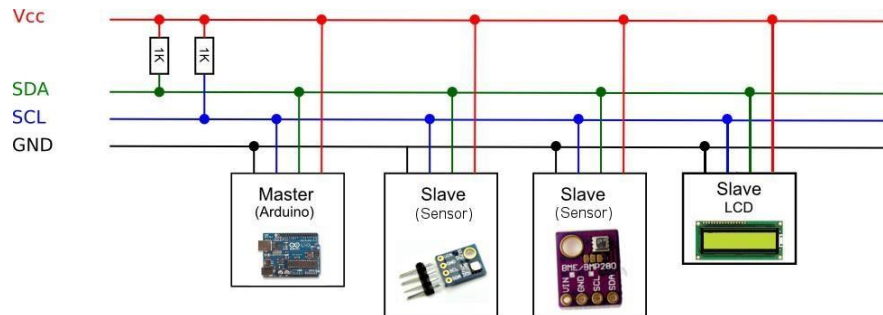 Vcc
1K
1K
SDA
SCL
GND
Master
(Arduino)
Slave
(Sensor)
Slave
(Sensor)
BME/BMP280
VIN
GND
SCL
SDA
Slave
LCD